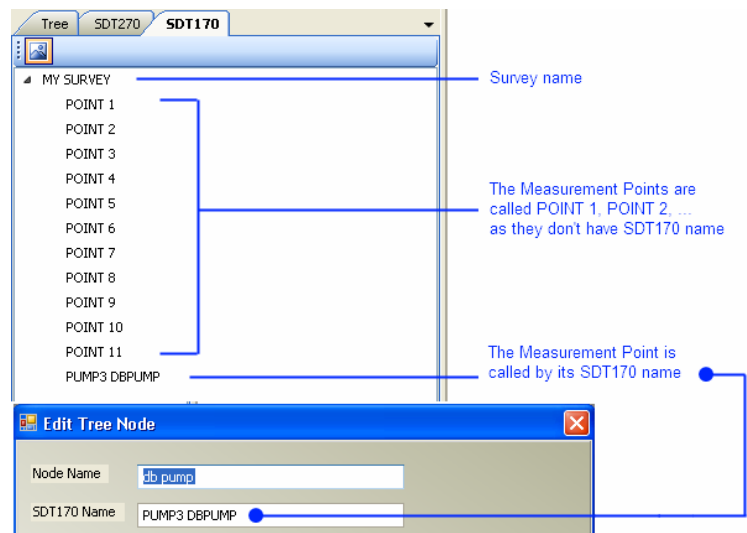 Tree SDT270 SDT170
MY SURVEY
Survey name
POINT 1
POINT 2
POINT 3
POINT 4
POINT 5
POINT 6
POINT 7
POINT 8
POINT 9
POINT 10
POINT 11
PUMP3 DBPUMP
The Measurement Points are
called POINT 1, POINT 2, ...
as they don't have SDT170 name
The Measurement Point is
called by its SDT170 name
Edit Tree Node
Node Name db pump
SDT170 Name PUMP3 DBPUMP